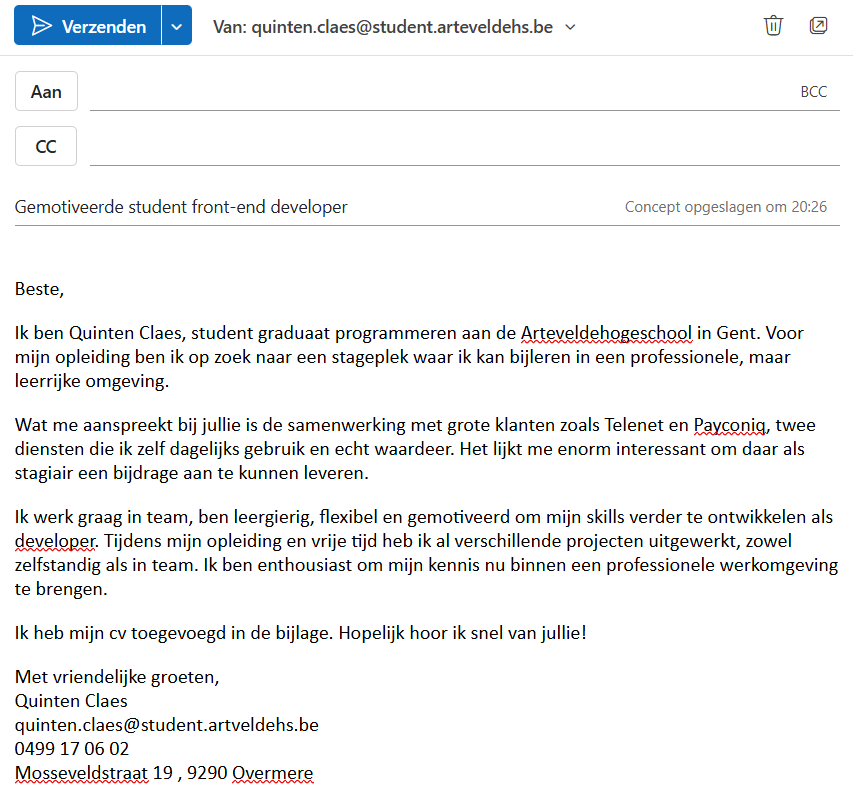 Verzenden Van: quinten.claes@student.arteveldehs.be
Aan BCC
CC
Gemotiveerde student front-end developer Concept opgeslagen om 20:26
Beste,
Ik ben Quinten Claes, student graduaat programmeren aan de Arteveldehogeschool in Gent. Voor
mijn opleiding ben ik op zoek naar een stageplek waar ik kan bijleren in een professionele, maar
leerrijke omgeving.
Wat me aanspreekt bij jullie is de samenwerking met grote klanten zoals Telenet en Payconiq, twee
diensten die ik zelf dagelijks gebruik en echt waardeer. Het lijkt me enorm interessant om daar als
stagiair een bijdrage aan te kunnen leveren.
Ik werk graag in team, ben leergierig, flexibel en gemotiveerd om mijn skills verder te ontwikkelen als
developer. Tijdens mijn opleiding en vrije tijd heb ik al verschillende projecten uitgewerkt, zowel
zelfstandig als in team. Ik ben enthousiast om mijn kennis nu binnen een professionele werkomgeving
te brengen.
Ik heb mijn cv toegevoegd in de bijlage. Hopelijk hoor ik snel van jullie!
Met vriendelijke groeten,
Quinten Claes
quinten.claes@student.artveldehs.be
0499 17 06 02
Mosseveldstraat 19 , 9290 Overmere